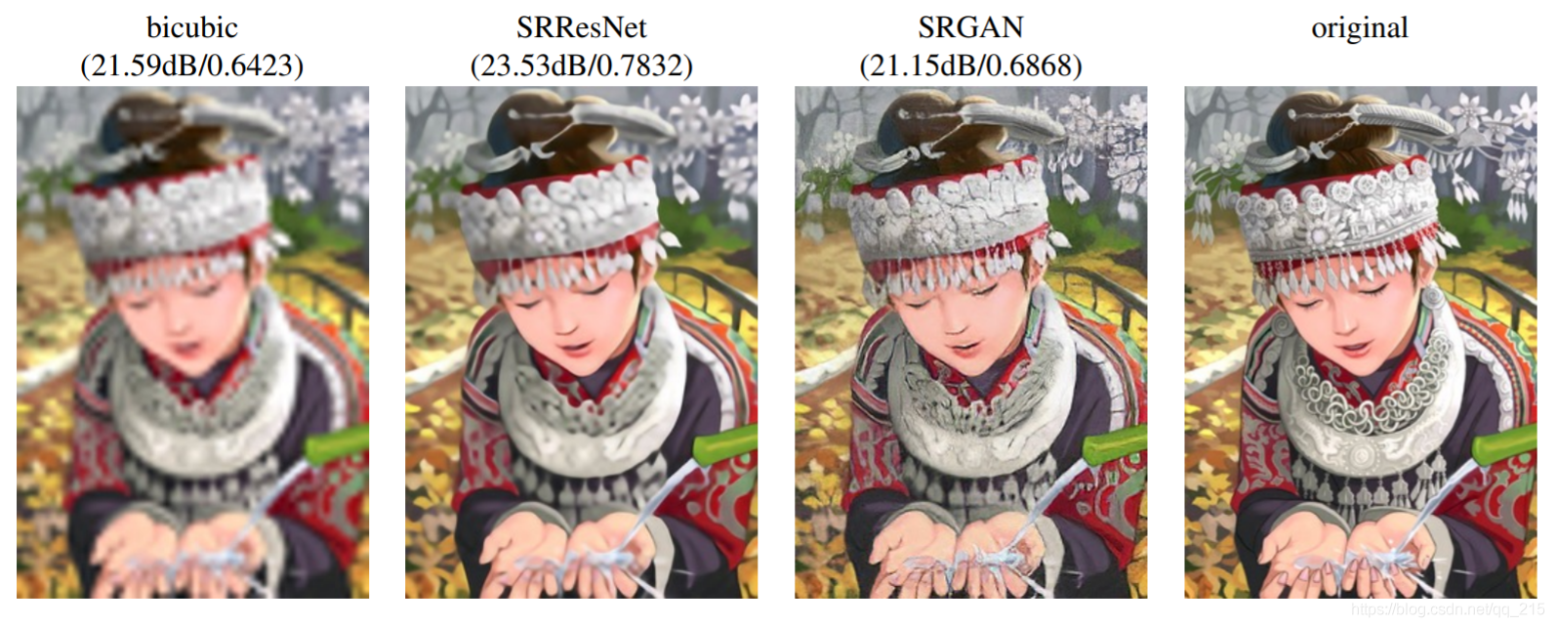 bicubic
(21.59dB/0.6423)
SRResNet
(23.53dB/0.7832)
SRGAN
(21.15dB/0.6868)
original
https://blog.csdn.net/qq_215